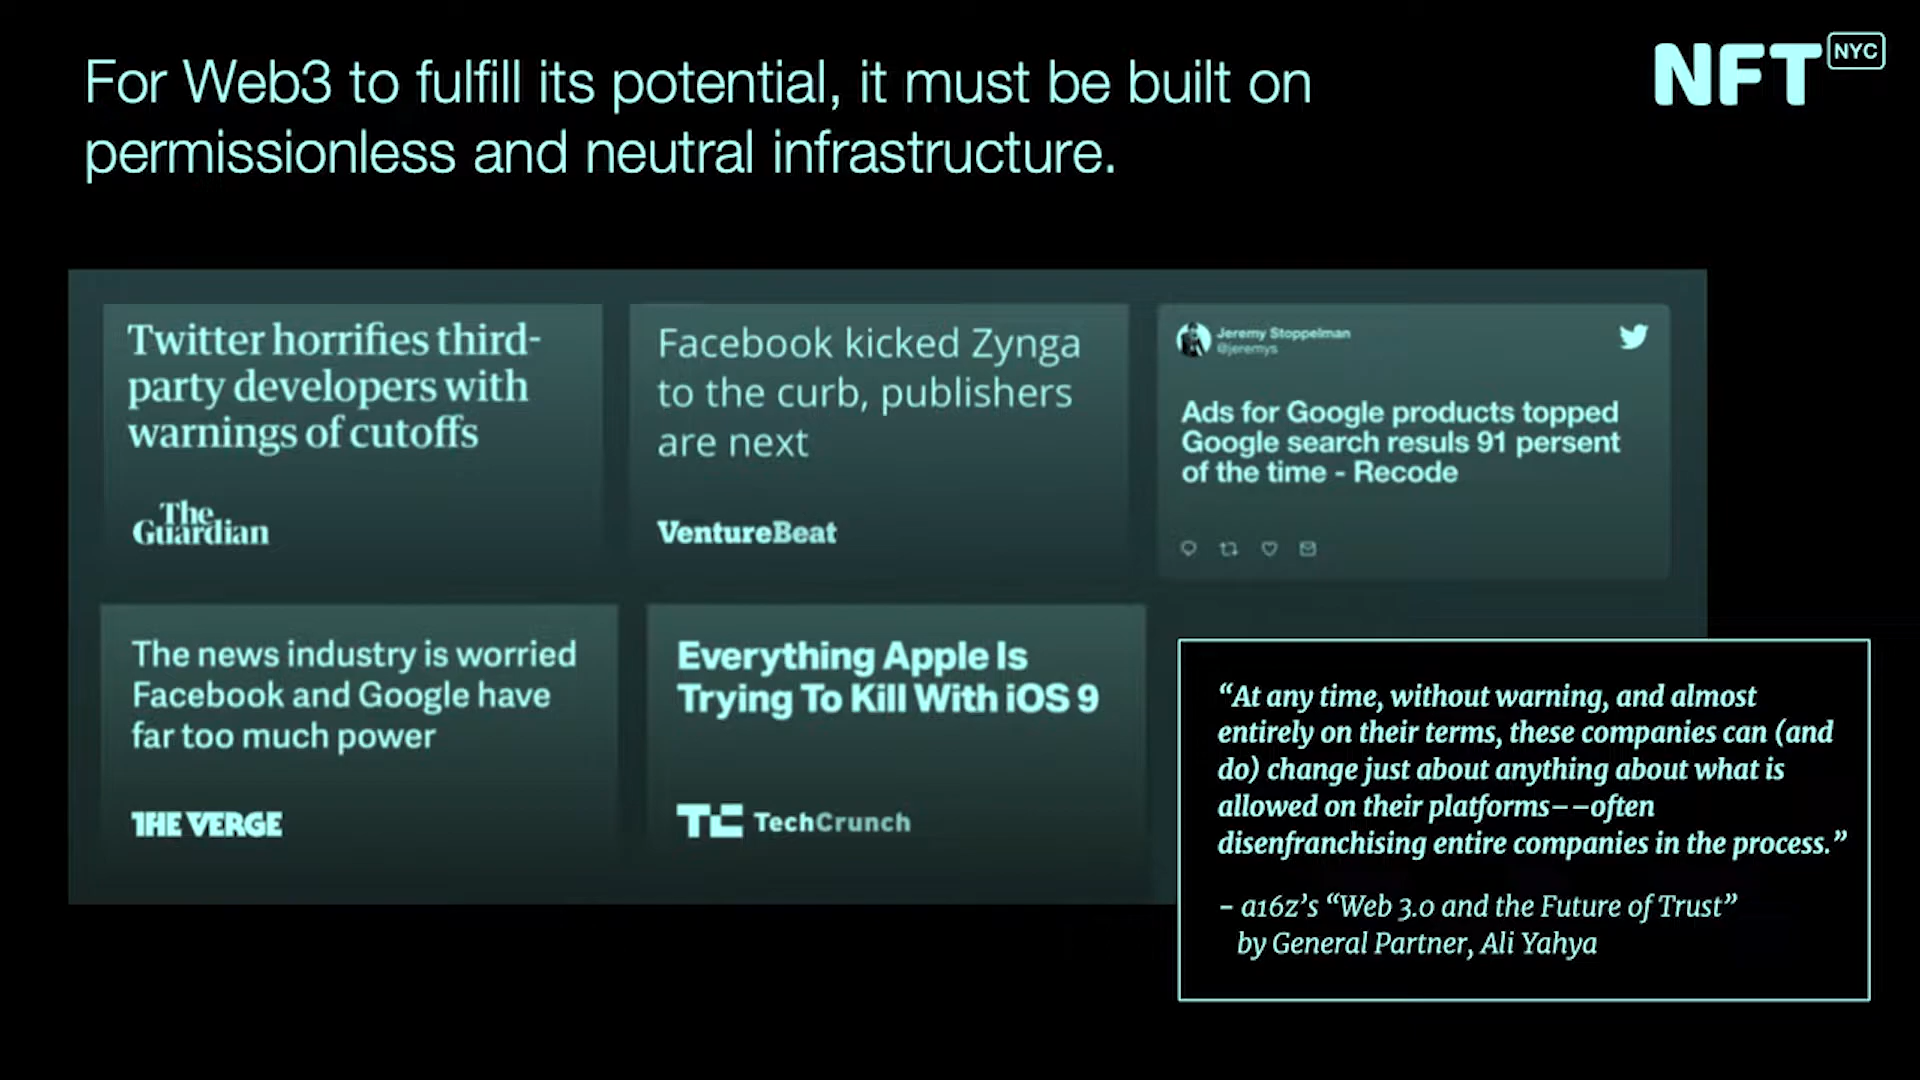 For Web3 to fulfill its potential, it must be built on
permissionless and neutral infrastructure.
NFT NYC
Twitter horrifies third-
party developers with
warnings of cutoffs
The
Guardian
Facebook kicked Zynga
to the curb, publishers
are next
VentureBeat
Jeremy Stoppelman
@jeremys
Ads for Google products topped
Google search resuls 91 persent
of the time - Recode
The news industry is worried
Facebook and Google have
far too much power
THE VERGE
Everything Apple Is
Trying To Kill With iOS 9
TC TechCrunch
“At any time, without warning, and almost
entirely on their terms, these companies can (and
do) change just about anything about what is
allowed on their platforms––often
disenfranchising entire companies in the process.”
– a16z’s “Web 3.0 and the Future of Trust”
by General Partner, Ali Yahya